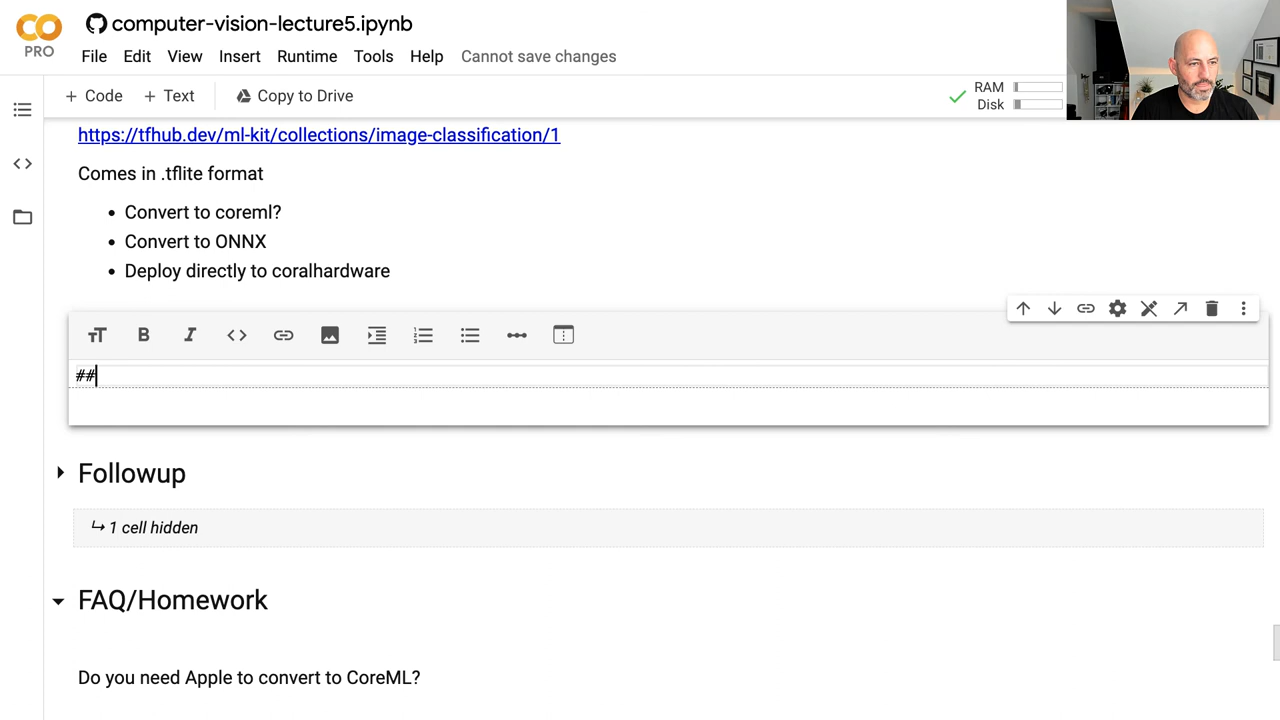 CO
PRO
computer-vision-lecture5.ipynb
File Edit View Insert Runtime Tools Help Cannot save changes
+ Code + Text Copy to Drive
RAM
Disk
https://tfhub.dev/ml-kit/collections/image-classification/1
Comes in .tflite format
• Convert to coreml?
• Convert to ONNX
• Deploy directly to coralhardware
##
Followup
1 cell hidden
FAQ/Homework
Do you need Apple to convert to CoreML?